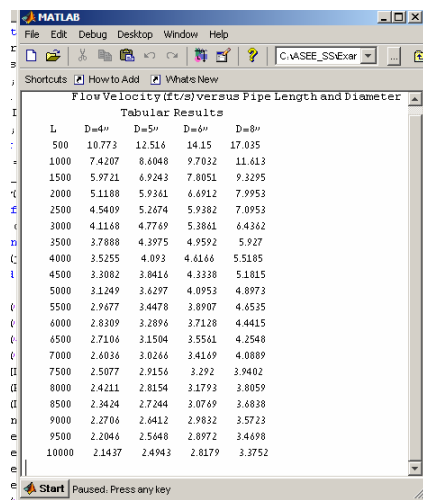 MATLAB
File Edit Debug Desktop Window Help
C:\ASEE_SS\Exar
Shortcuts How to Add What's New
Flow Velocity (ft/s) versus Pipe Length and Diameter
Tabular Results
L D=4" D=5" D=6" D=8"
500 10.773 12.516 14.15 17.035
1000 7.4207 8.6048 9.7032 11.613
1500 5.9721 6.9243 7.8051 9.3295
2000 5.1188 5.9361 6.6912 7.9953
2500 4.5409 5.2674 5.9382 7.0953
3000 4.1168 4.7769 5.3861 6.4362
3500 3.7888 4.3975 4.9592 5.927
4000 3.5255 4.093 4.6166 5.5185
4500 3.3082 3.8416 4.3338 5.1815
5000 3.1249 3.6297 4.0953 4.8973
5500 2.9677 3.4478 3.8907 4.6535
6000 2.8309 3.2896 3.7128 4.4415
6500 2.7106 3.1504 3.5561 4.2548
7000 2.6036 3.0266 3.4169 4.0889
7500 2.5077 2.9156 3.292 3.9402
8000 2.4211 2.8154 3.1793 3.8059
8500 2.3424 2.7244 3.0769 3.6838
9000 2.2706 2.6412 2.9832 3.5723
9500 2.2046 2.5648 2.8972 3.4698
10000 2.1437 2.4943 2.8179 3.3752
Start Paused: Press any key